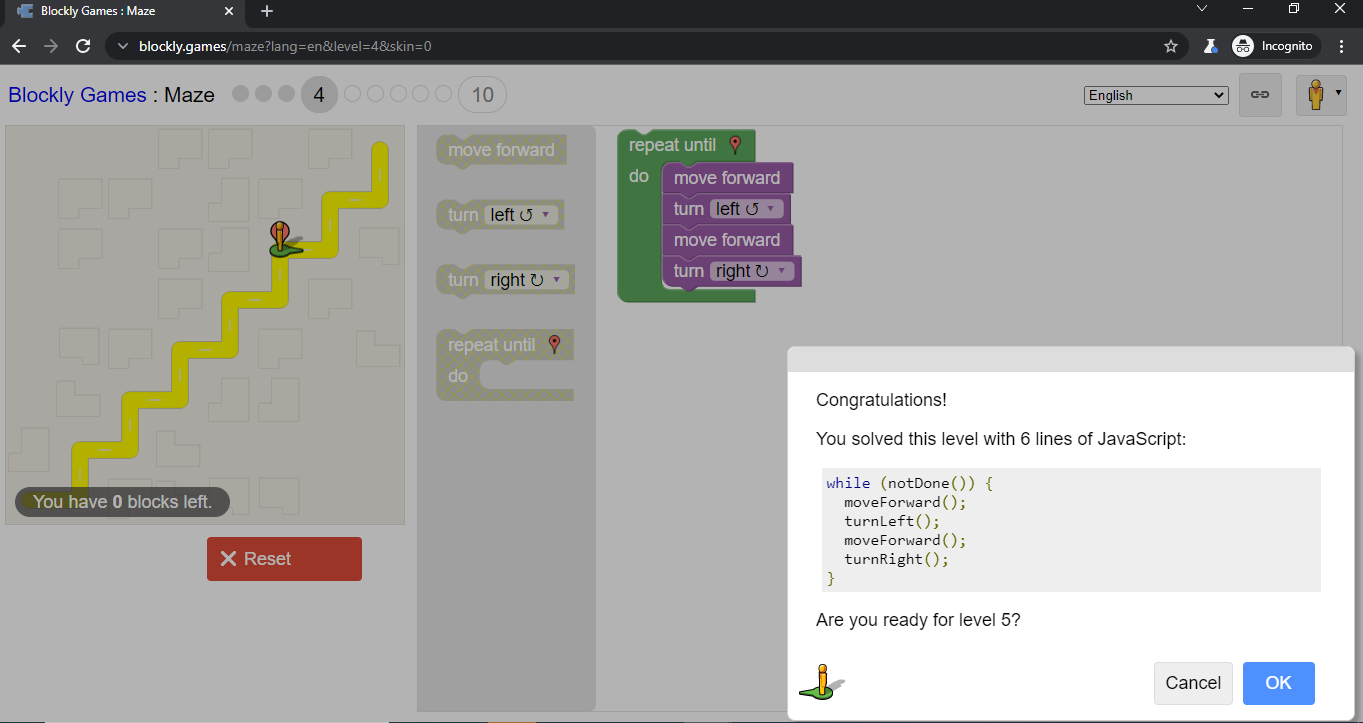 Blockly Games : Maze
blockly.games/maze?lang=en&level=4&skin=0
Incognito
Blockly Games : Maze 4 10
English
move forward
turn left ↺ ▼
turn right ↻ ▼
repeat until
do
repeat until
do
move forward
turn left ↺ ▼
move forward
turn right ↻ ▼
You have 0 blocks left.
Reset
Congratulations!
You solved this level with 6 lines of JavaScript:
while (notDone()) {
moveForward();
turnLeft();
moveForward();
turnRight();
}
Are you ready for level 5?
Cancel
OK